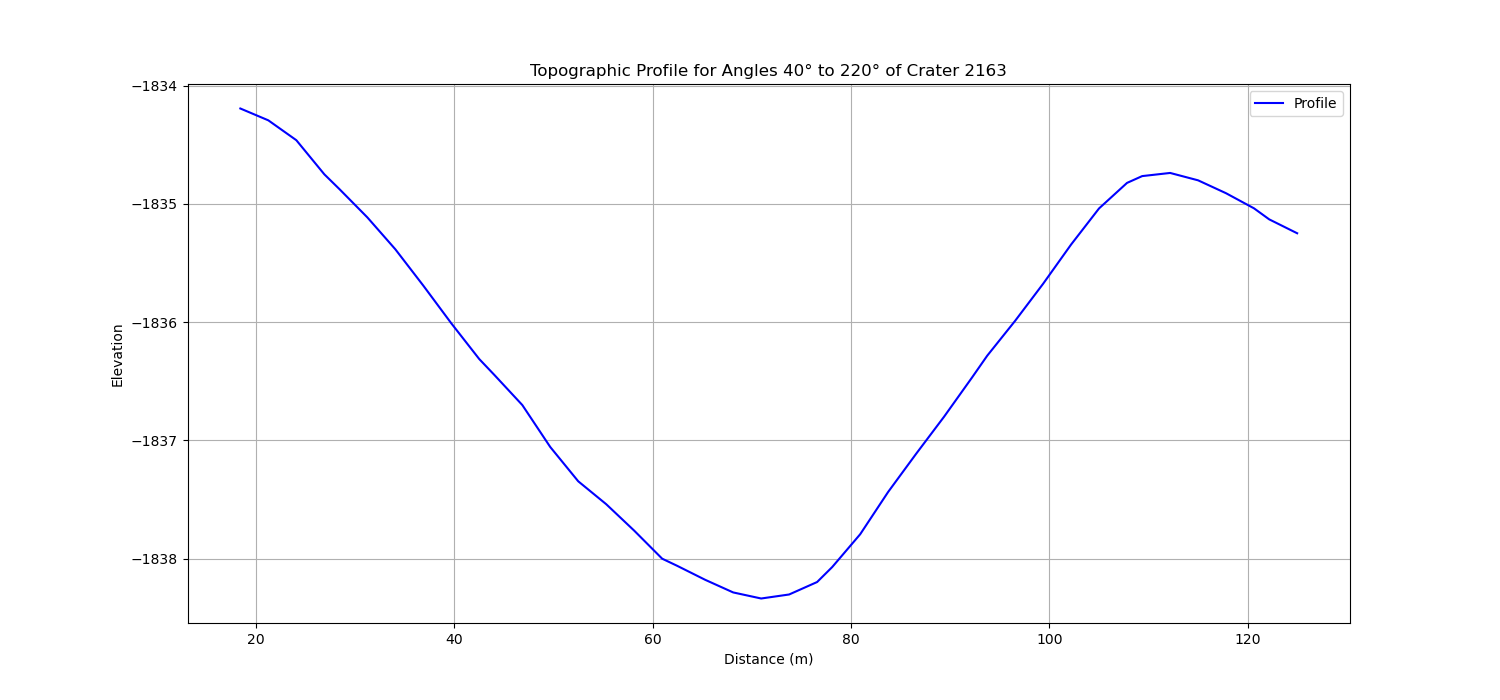 Topographic Profile for Angles 40° to 220° of Crater 2163
Profile
−1834
−1835
−1836
−1837
−1838
Elevation
20 40 60 80 100 120
Distance (m)